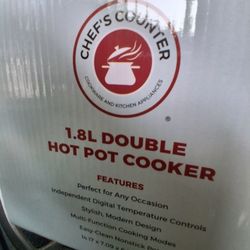 CHEF'S COUNTER
COOKWARE AND KITCHEN APPLIANCES
®
1.8L DOUBLE
HOT POT COOKER
FEATURES
Perfect for Any Occasion
Independent Digital Temperature Controls
Stylish, Modern Design
Multi-Function Cooking Modes
Easy-Clean Nonstick